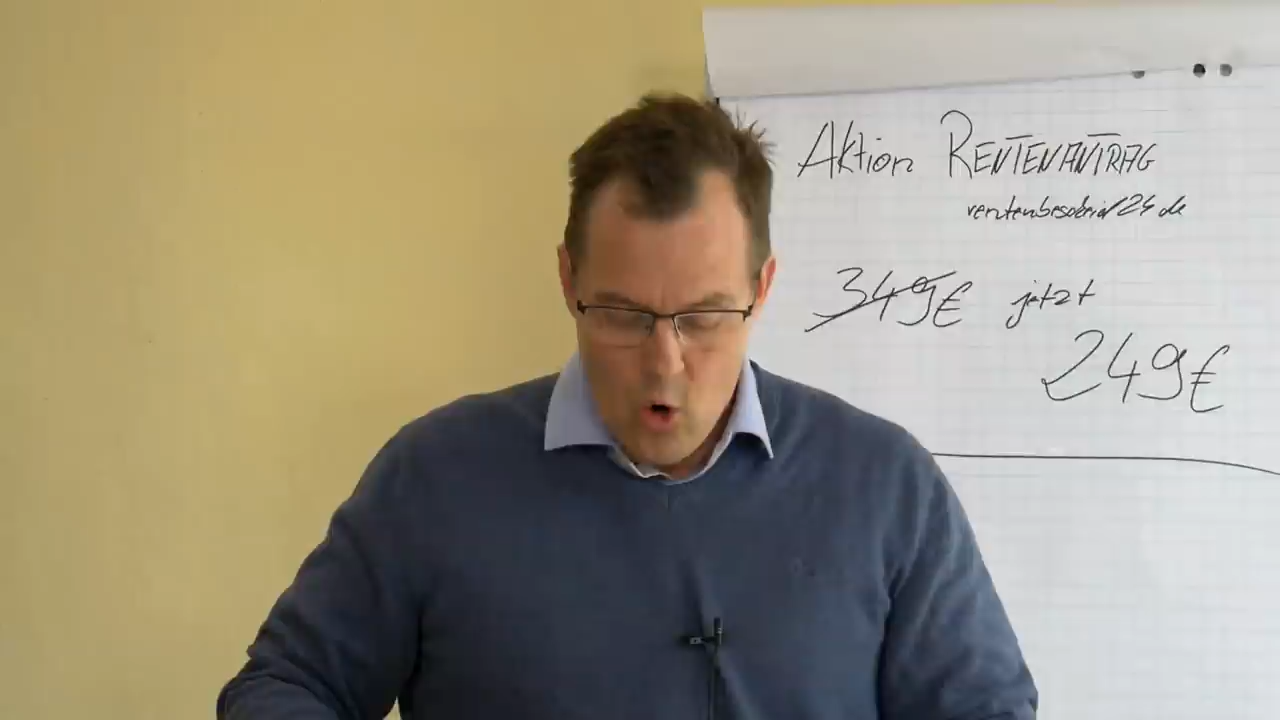 Aktion RENTENANTRAG
rentenbescheid24.de
349€ jetzt
249€